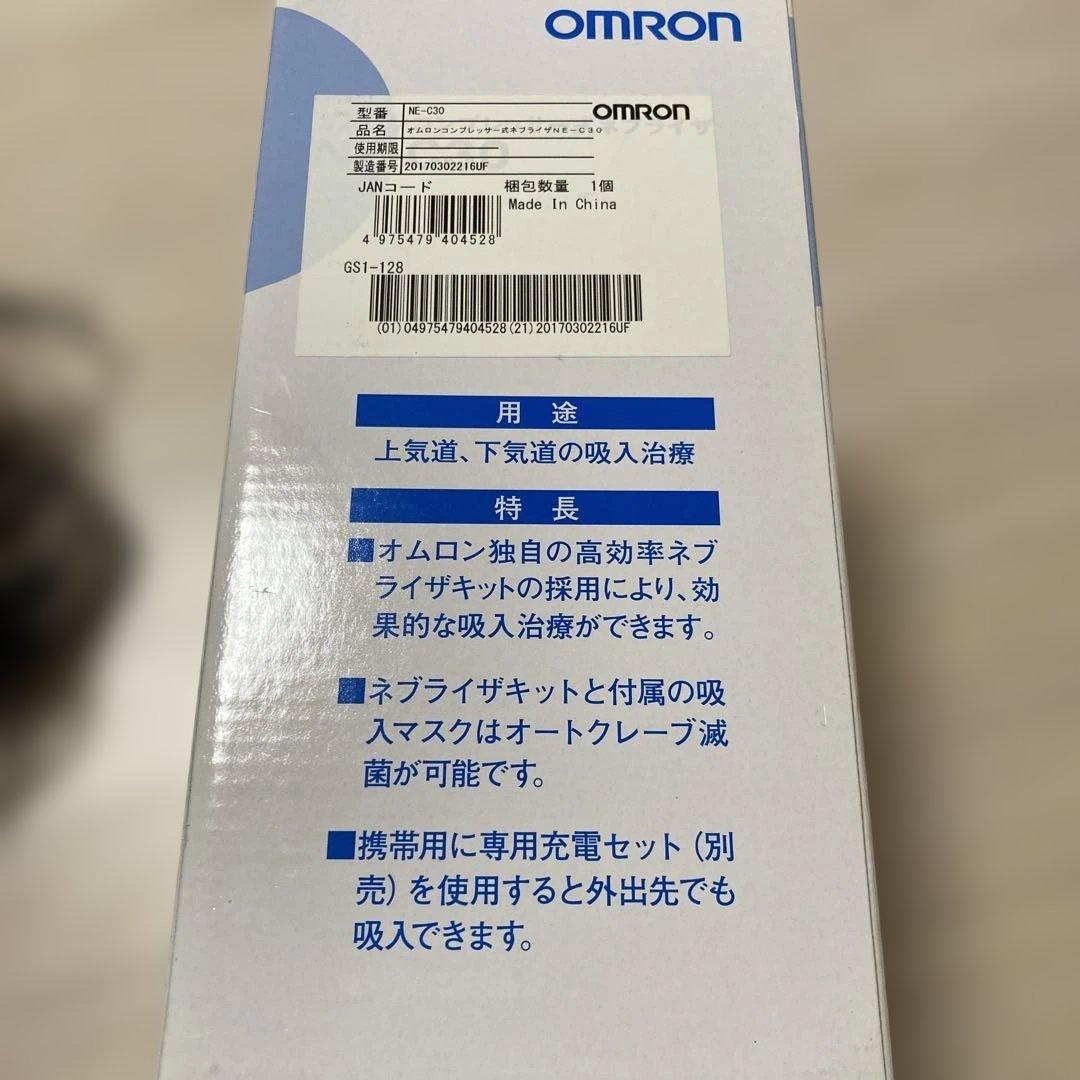 OMRON
型番 NE-C30 OMRON
品名 オムロンコンプレッサー式ネブライザNE-C30
使用期限 ――――――――
製造番号 20170302216UF
JANコード 梱包数量 1個
Made In China
4 975479 404528
GS1-128
(01)04975479404528(21)20170302216UF
用途
上気道、下気道の吸入治療
特長
■オムロン独自の高効率ネブ
ライザキットの採用により、効
果的な吸入治療ができます。
■ネブライザキットと付属の吸
入マスクはオートクレーブ滅
菌が可能です。
■携帯用に専用充電セット(別
売)を使用すると外出先でも
吸入できます。